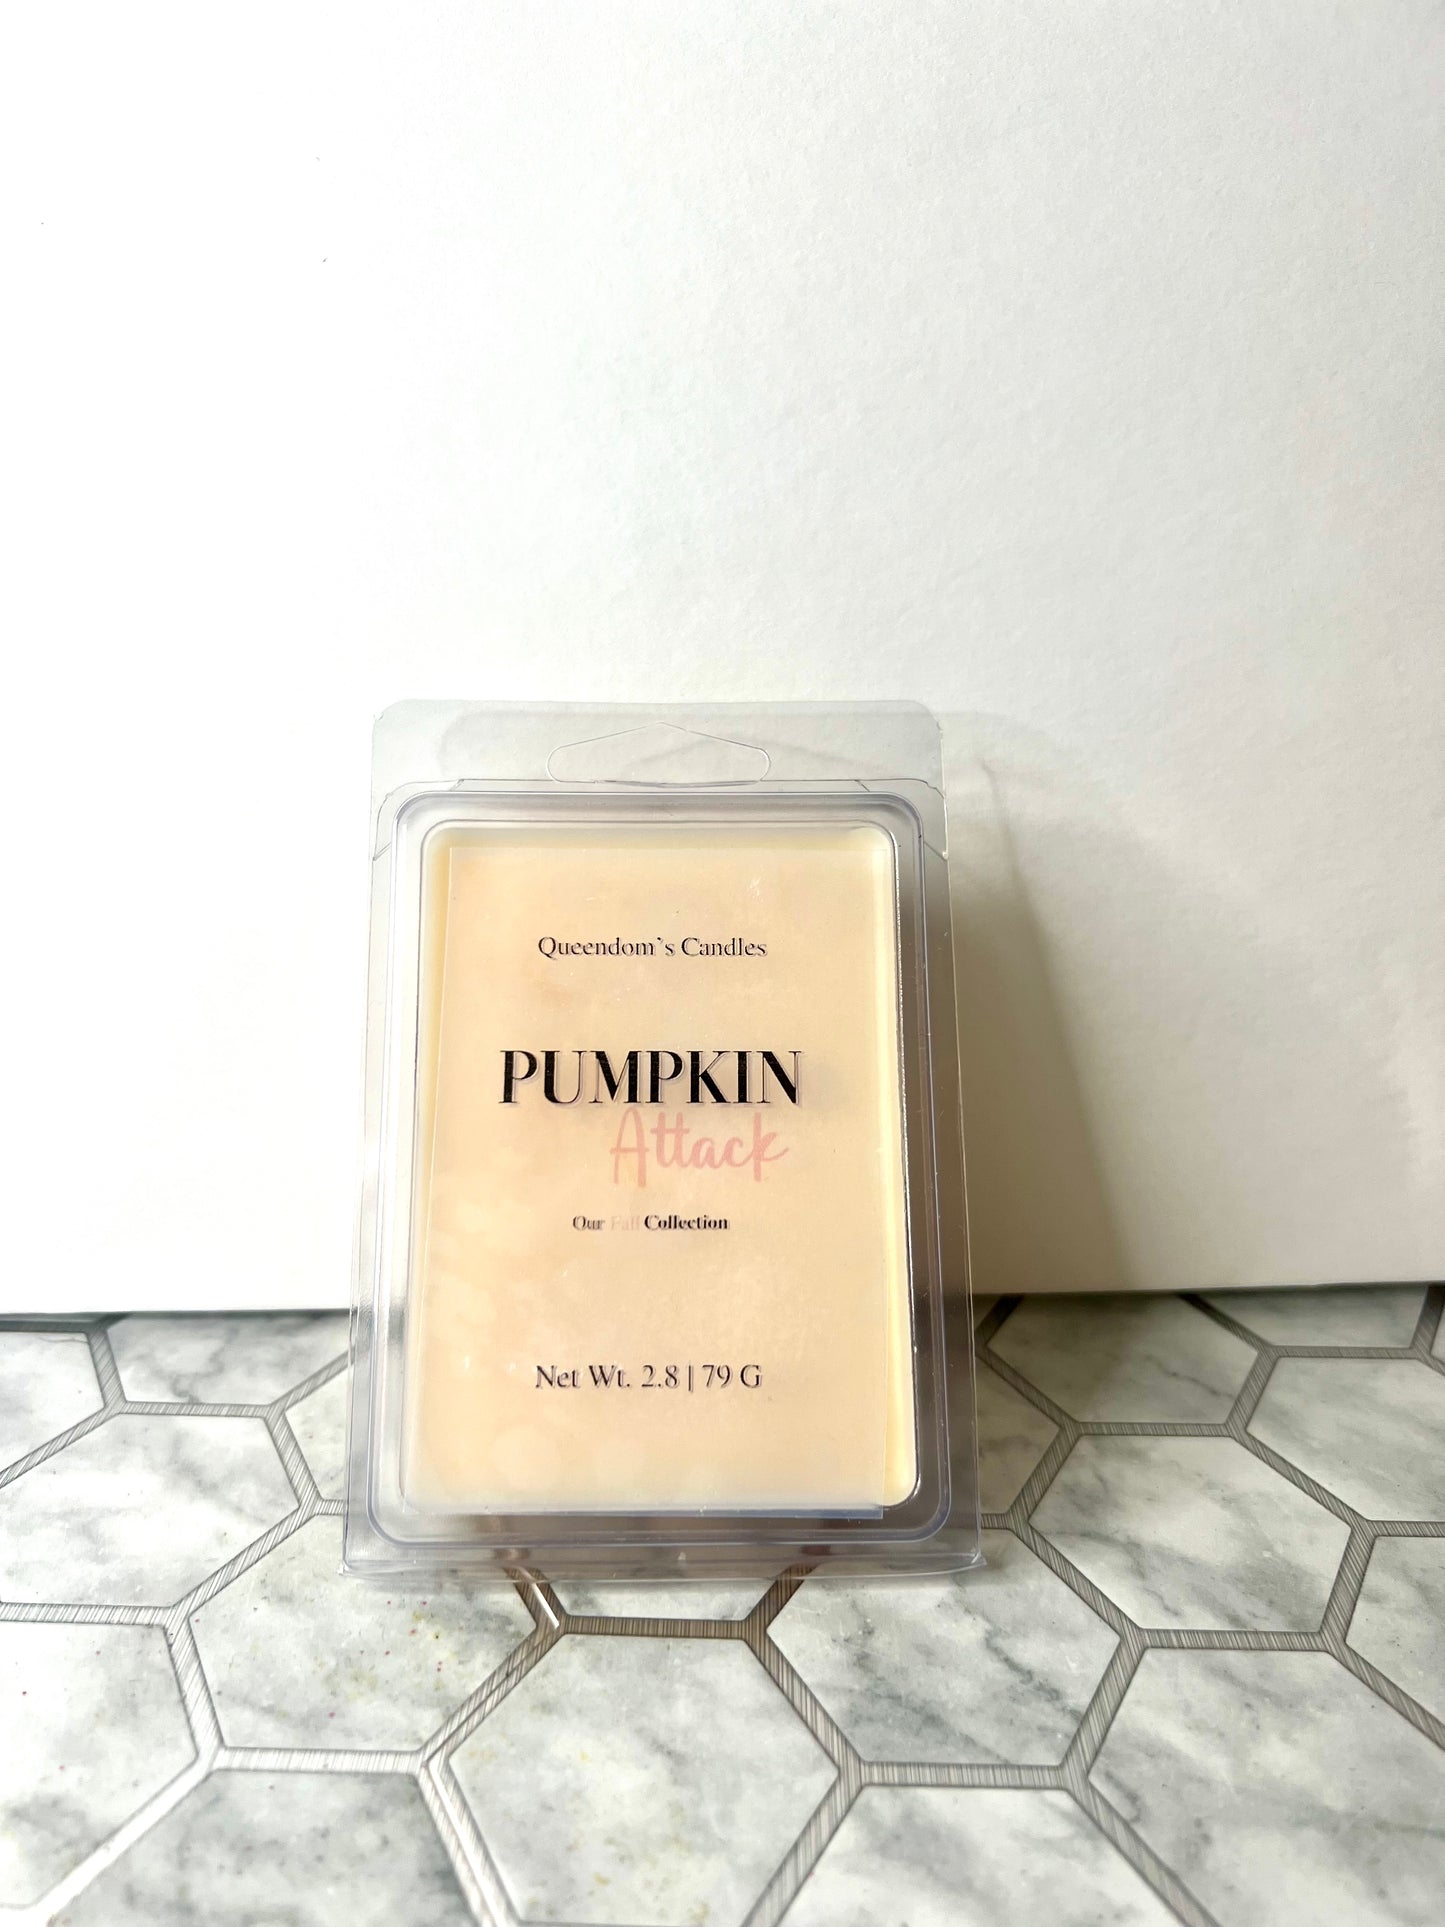 Queendom's Candles
PUMPKIN
Attack
Our Fall Collection
Net Wt. 2.8 | 79 G